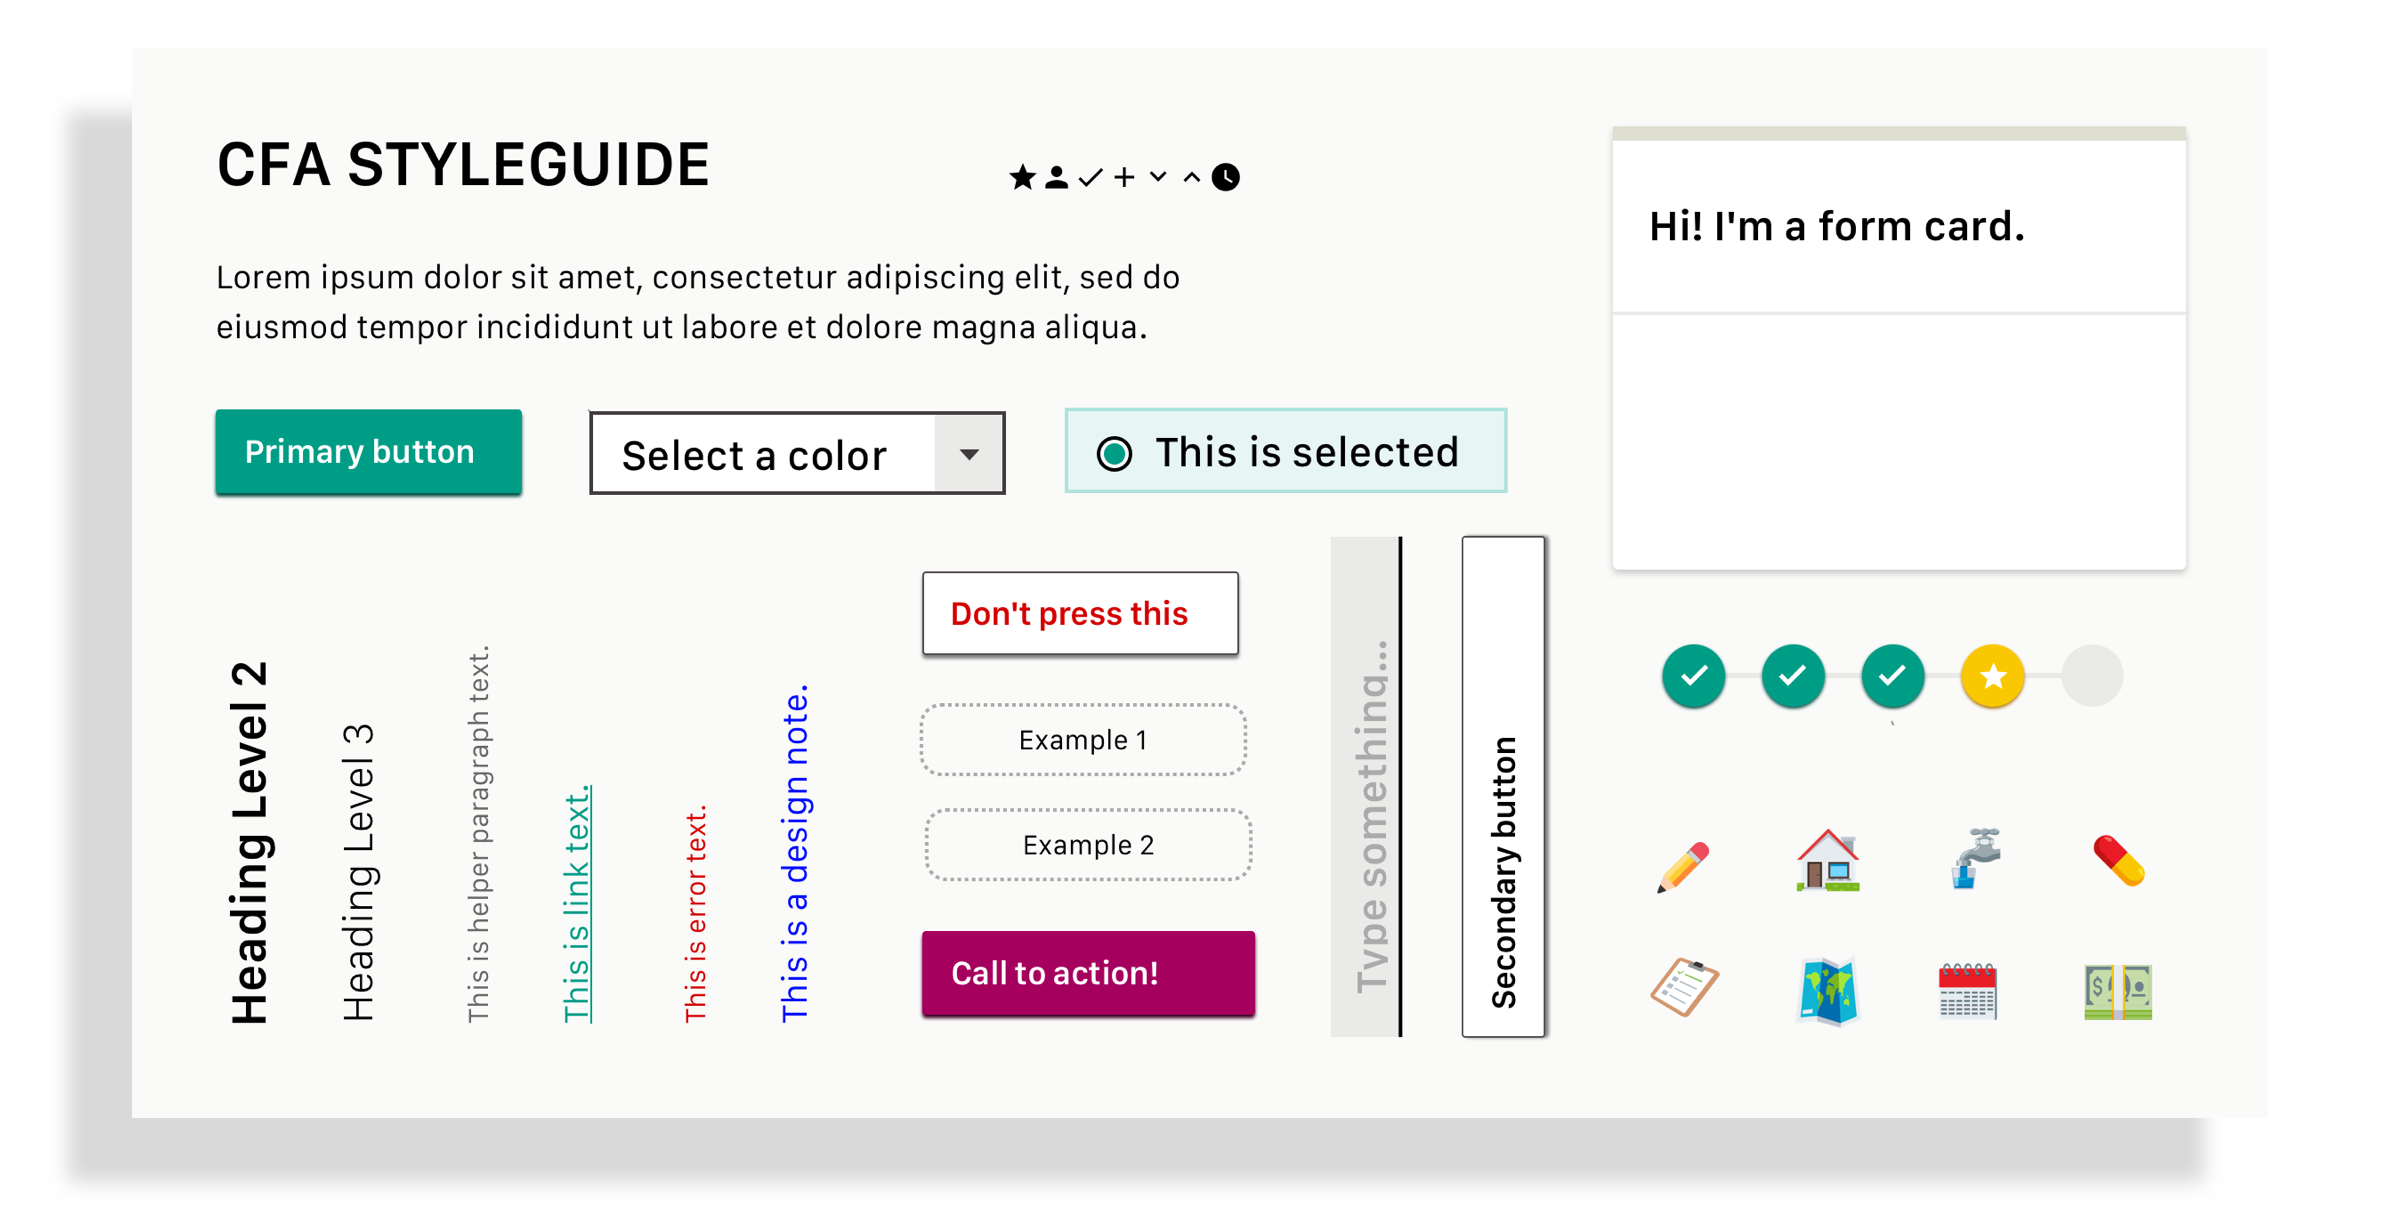 CFA STYLEGUIDE
Lorem ipsum dolor sit amet, consectetur adipiscing elit, sed do
eiusmod tempor incididunt ut labore et dolore magna aliqua.
Primary button
Select a color
This is selected
Hi! I'm a form card.
Heading Level 2
Heading Level 3
This is helper paragraph text.
This is link text.
This is error text.
This is a design note.
Don't press this
Example 1
Example 2
Call to action!
Type something...
Secondary button